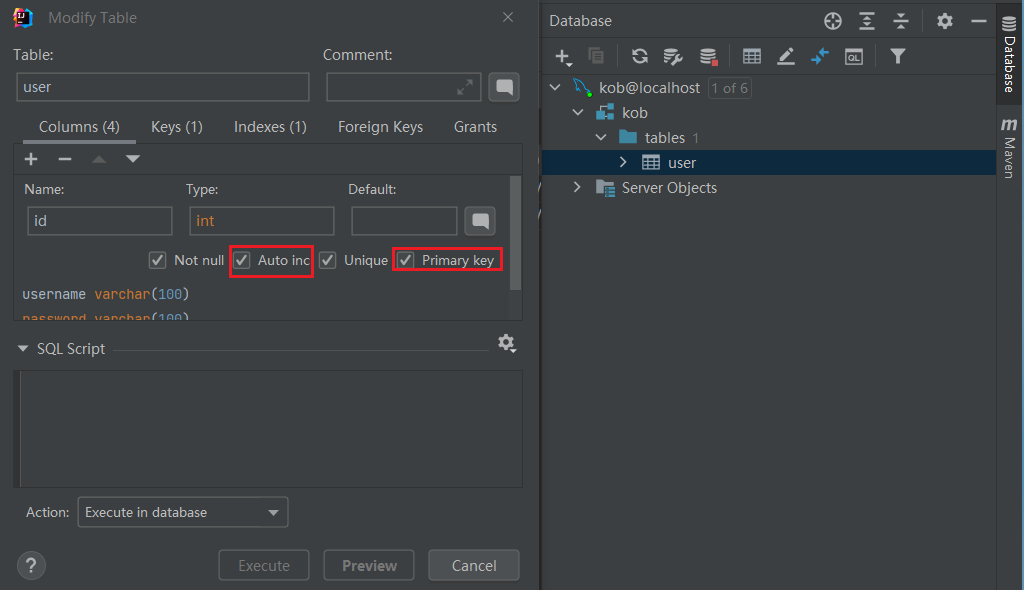 Modify Table
Table:
Comment:
user
Columns (4) Keys (1) Indexes (1) Foreign Keys Grants
Name: Type: Default:
id int
Not null Auto inc Unique Primary key
username varchar(100)
password varchar(100)
SQL Script
Action: Execute in database
? Execute Preview Cancel
Database
QL
kob@localhost 1 of 6
kob
tables 1
user
Server Objects
Database
m Maven